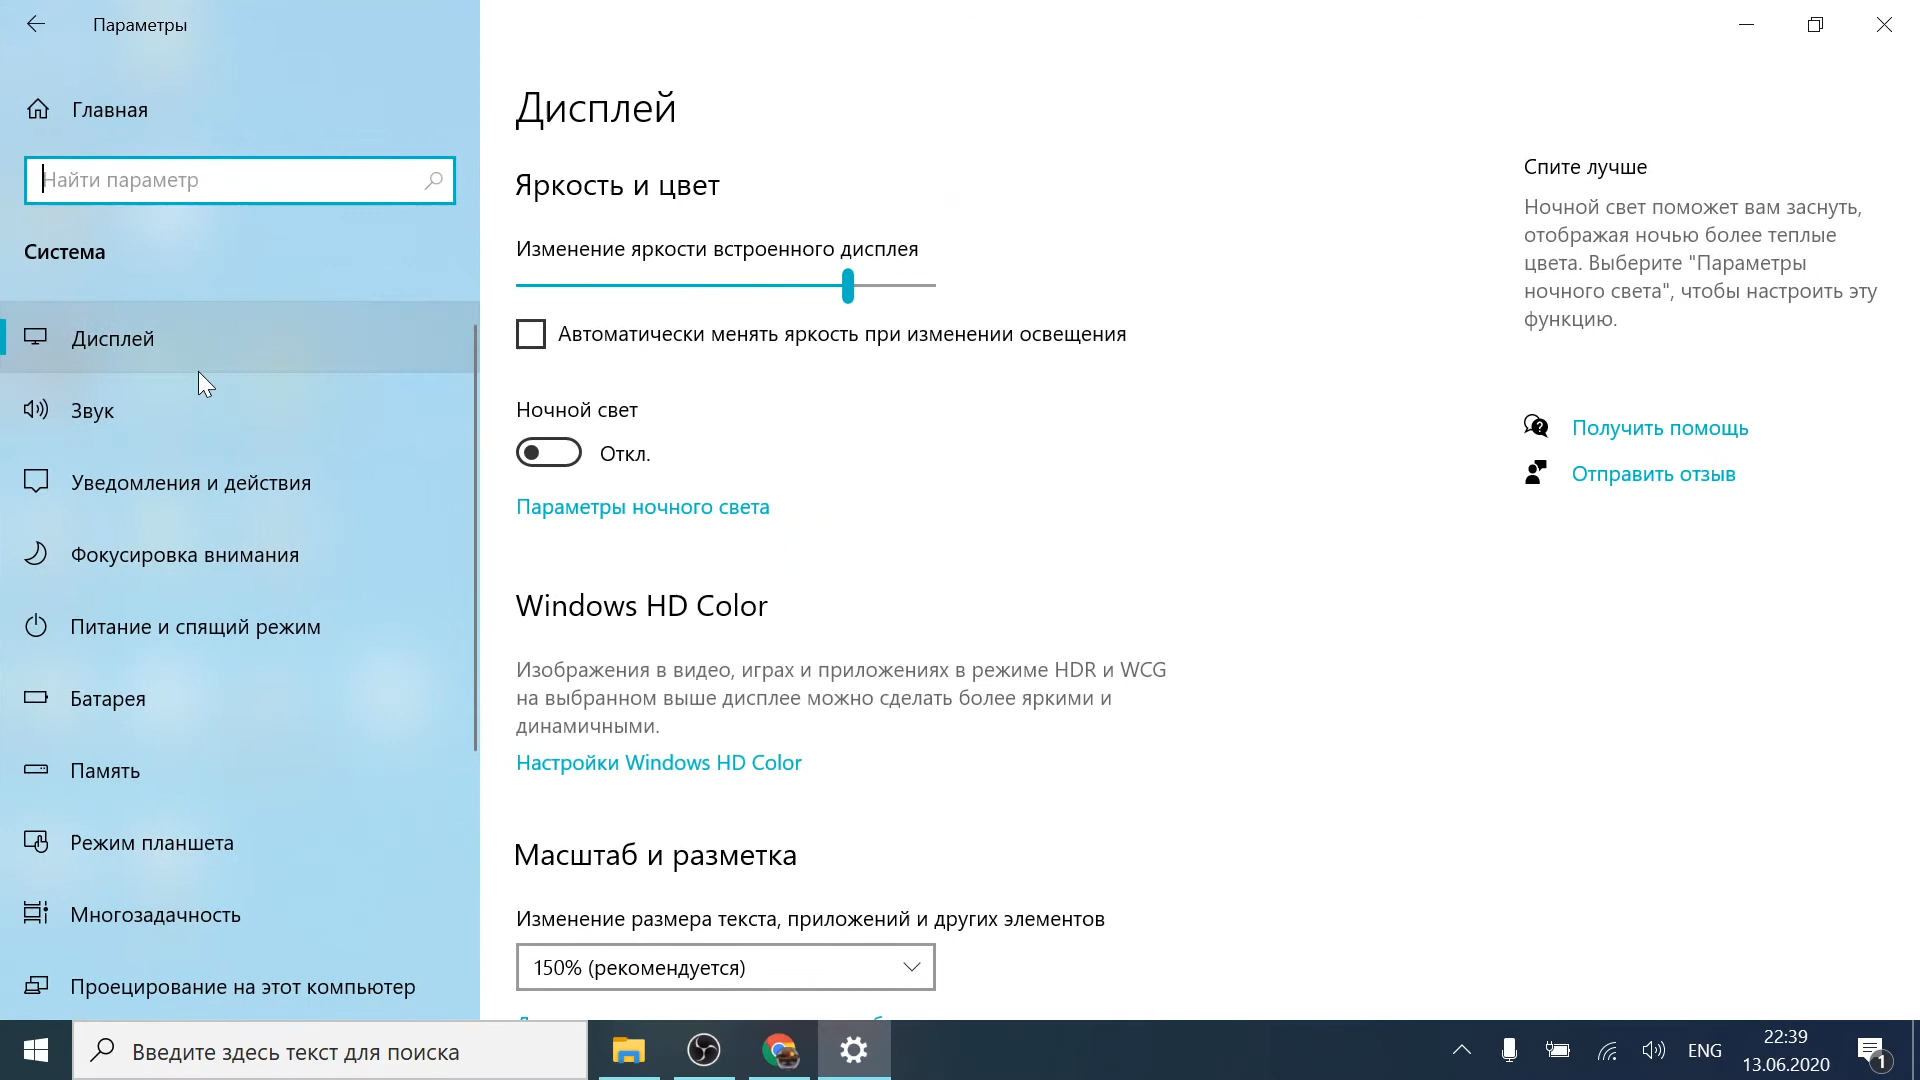 Параметры
Главная
Найти параметр
Система
Дисплей
Звук
Уведомления и действия
Фокусировка внимания
Питание и спящий режим
Батарея
Память
Режим планшета
Многозадачность
Проецирование на этот компьютер
Дисплей
Яркость и цвет
Изменение яркости встроенного дисплея
Автоматически менять яркость при изменении освещения
Ночной свет
Откл.
Параметры ночного света
Windows HD Color
Изображения в видео, играх и приложениях в режиме HDR и WCG
на выбранном выше дисплее можно сделать более яркими и
динамичными.
Настройки Windows HD Color
Масштаб и разметка
Изменение размера текста, приложений и других элементов
150% (рекомендуется)
Спите лучше
Ночной свет поможет вам заснуть,
отображая ночью более теплые
цвета. Выберите "Параметры
ночного света", чтобы настроить эту
функцию.
Получить помощь
Отправить отзыв
Введите здесь текст для поиска
ENG
22:39
13.06.2020
1